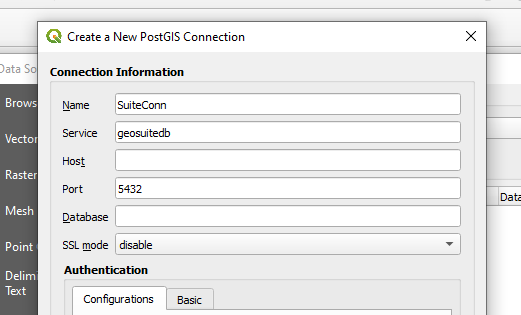 Create a New PostGIS Connection
Data So
Connection Information
Brows
Name SuiteConn
Service geosuitedb
Vector
Host
Raster
Port 5432
Data
Mesh
Database
Point
SSL mode disable
Delimi
Text
Authentication
Configurations Basic